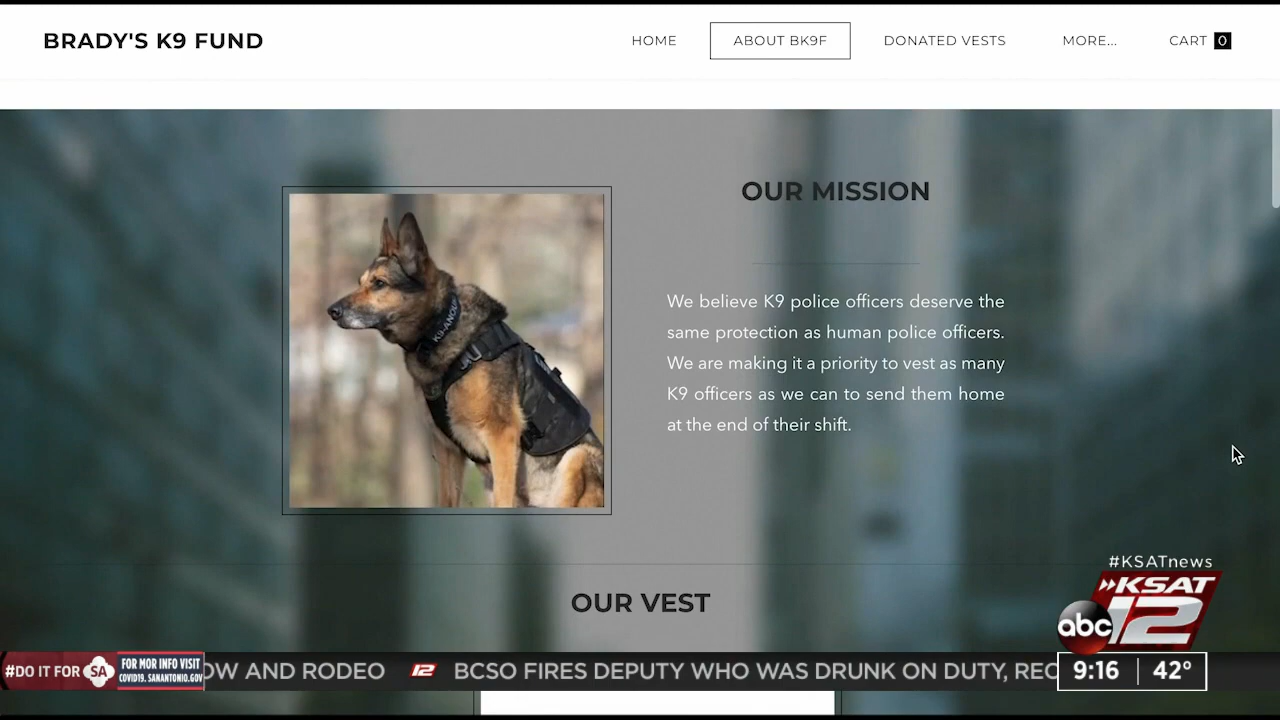 BRADY'S K9 FUND
HOME
ABOUT BK9F
DONATED VESTS
MORE...
CART 0
OUR MISSION
We believe K9 police officers deserve the
same protection as human police officers.
We are making it a priority to vest as many
K9 officers as we can to send them home
at the end of their shift.
OUR VEST
#KSATnews
KSAT
abc 12
#DO IT FOR SA
FOR MOR INFO VISIT
COVID19.SANANTONIO.GOV
OW AND RODEO 12 BCSO FIRES DEPUTY WHO WAS DRUNK ON DUTY, REC
9:16 42°